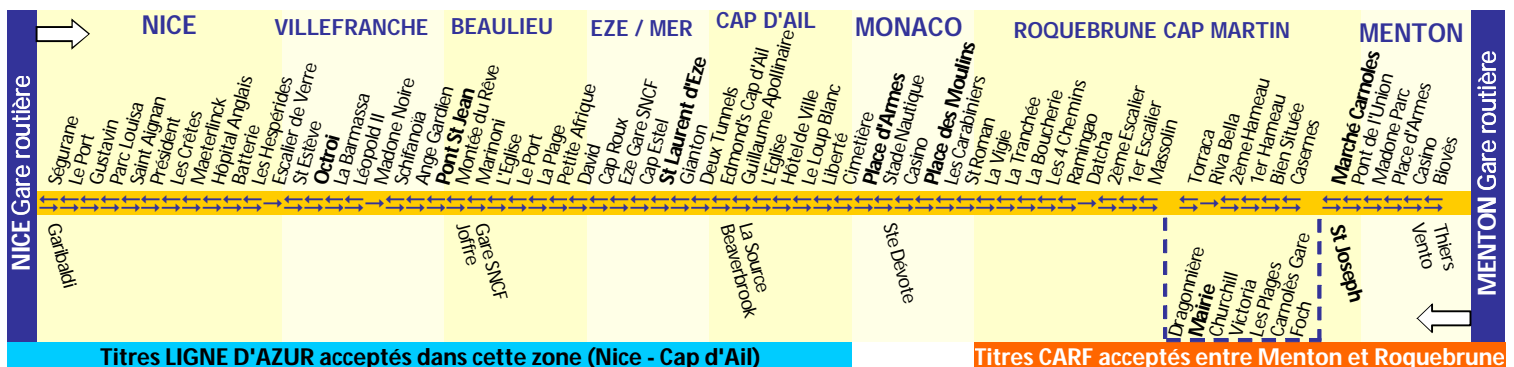 NICE Gare routière
NICE
VILLEFRANCHE
BEAULIEU
EZE / MER
CAP D'AIL
MONACO
ROQUEBRUNE CAP MARTIN
MENTON
MENTON Gare routière
Ségurane
Le Port
Gustavin
Parc Louisa
Saint Aignan
Président
Les Crêtes
Maeterlinck
Hôpital Anglais
Batterie
Les Hespérides
Escalier de Verre
St Estève
Octroi
La Barmassa
Léopold II
Madone Noire
Schifanoïa
Ange Gardien
Pont St Jean
Montée du Rêve
Marinoni
L'Eglise
Le Port
La Plage
Petite Afrique
David
Cap Roux
Eze Gare SNCF
Cap Estel
St Laurent d'Eze
Gianton
Deux Tunnels
Edmond's Cap d'Ail
Guillaume Apollinaire
L'Eglise
Hôtel de Ville
Le Loup Blanc
Liberté
Cimetière
Place d'Armes
Stade Nautique
Casino
Place des Moulins
Les Carabiniers
St Roman
La Vigie
La Tranchée
La Boucherie
Les 4 Chemins
Ramingao
Datcha
2ème Escalier
1er Escalier
Massolin
Torraca
Riva Bella
2ème Hameau
1er Hameau
Bien Située
Casernes
Marché Carnoles
Pont de l'Union
Madone Parc
Place d'Armes
Casino
Biovès
Garibaldi
Joffre
Gare SNCF
Beaverbrook
La Source
Ste Dévote
Dragonnière
Mairie
Churchill
Victoria
Les Plages
Carnolès Gare
Foch
St Joseph
Vento
Thiers
Titres LIGNE D'AZUR acceptés dans cette zone (Nice - Cap d'Ail)
Titres CARF acceptés entre Menton et Roquebrune